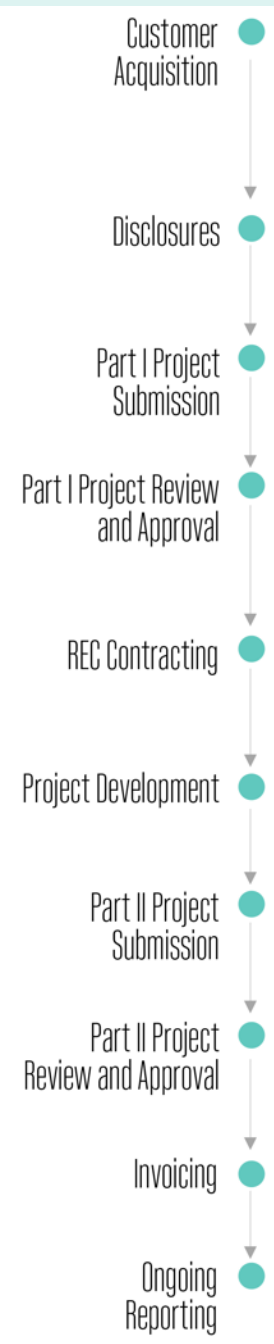 Customer
Acquisition
Disclosures
Part I Project
Submission
Part I Project Review
and Approval
REC Contracting
Project Development
Part II Project
Submission
Part II Project
Review and Approval
Invoicing
Ongoing
Reporting